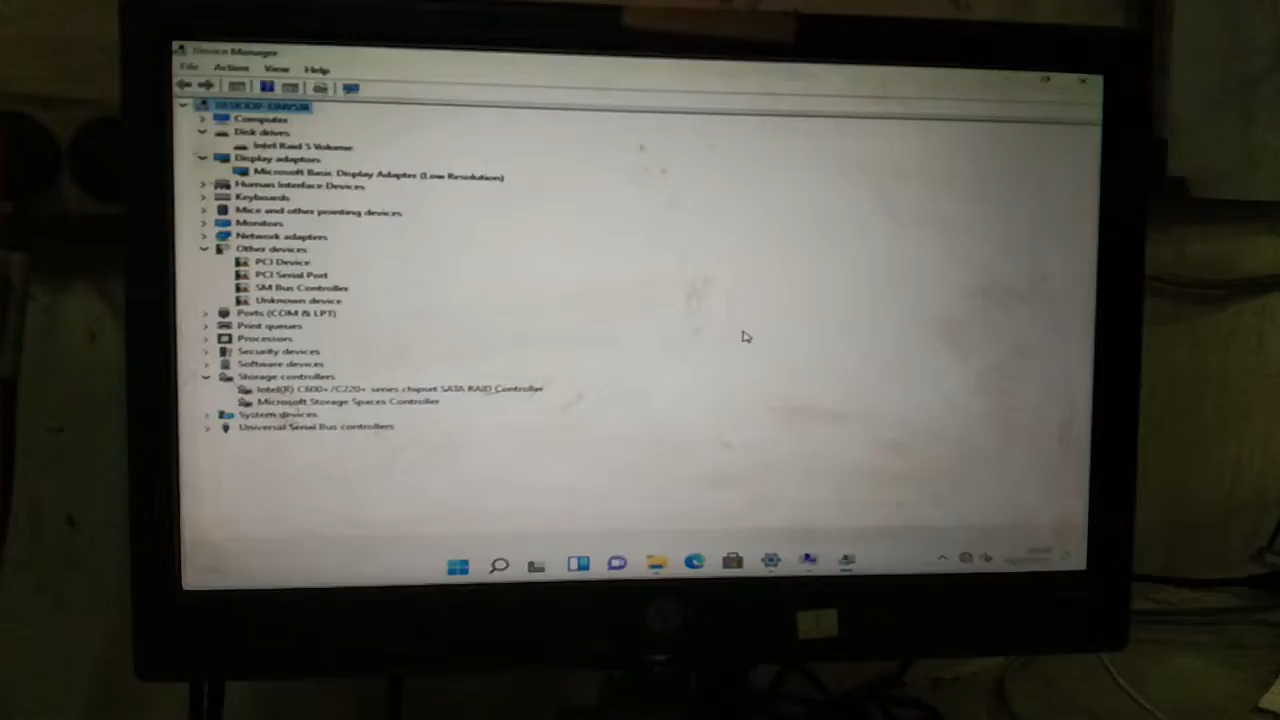 Device Manager
File Action View Help
Computer
Disk drives
Intel Raid 5 Volume
Display adaptors
Microsoft Basic Display Adapter (Low Resolution)
Human Interface Devices
Keyboards
Mice and other pointing devices
Monitors
Network adapters
Other devices
PCI Device
PCI Serial Port
SM Bus Controller
Unknown device
Ports (COM & LPT)
Print queues
Processors
Security devices
Software devices
Storage controllers
Intel(R) C600+/C220+ series chipset SATA RAID Controller
Microsoft Storage Spaces Controller
System devices
Universal Serial Bus controllers